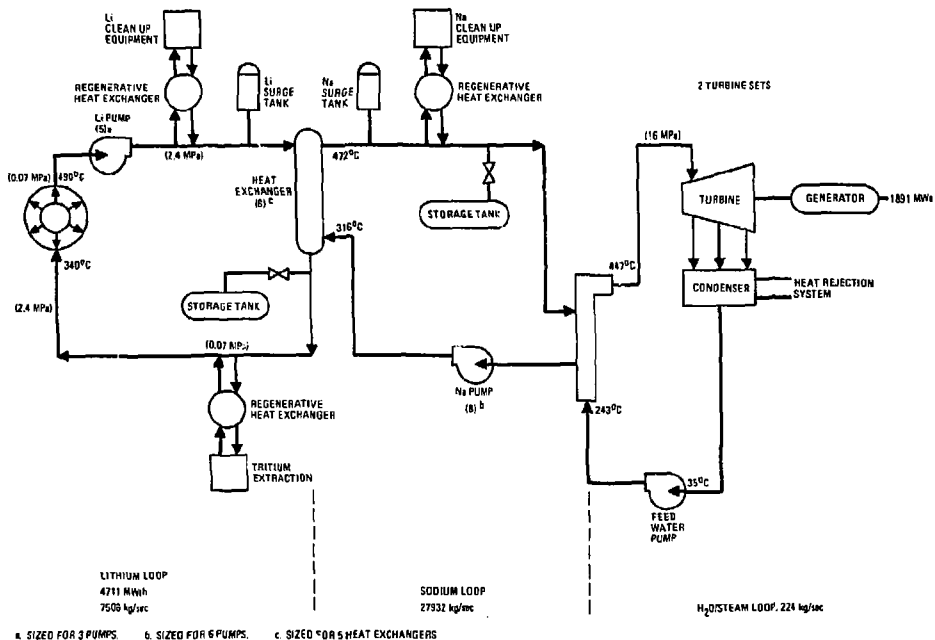 Li
CLEAN UP
EQUIPMENT
Na
CLEAN UP
EQUIPMENT
REGENERATIVE
HEAT EXCHANGER
Li
SURGE
TANK
Na
SURGE
TANK
REGENERATIVE
HEAT EXCHANGER
2 TURBINE SETS
Li PUMP
(5)a
(2.4 MPa)
472°C
(16 MPa)
(0.07 MPa)
490°C
HEAT
EXCHANGER
(6) c
STORAGE TANK
TURBINE
GENERATOR
1891 MWe
316°C
340°C
447°C
CONDENSER
HEAT REJECTION
SYSTEM
STORAGE TANK
(2.4 MPa)
(0.07 MPa)
Na PUMP
(8) b
243°C
REGENERATIVE
HEAT EXCHANGER
TRITIUM
EXTRACTION
35°C
FEED
WATER
PUMP
LITHIUM LOOP
4711 MWth
7508 kg/sec
SODIUM LOOP
27932 kg/sec
H2O/STEAM LOOP, 224 kg/sec
a. SIZED FOR 3 PUMPS. b. SIZED FOR 6 PUMPS. c. SIZED FOR 5 HEAT EXCHANGERS